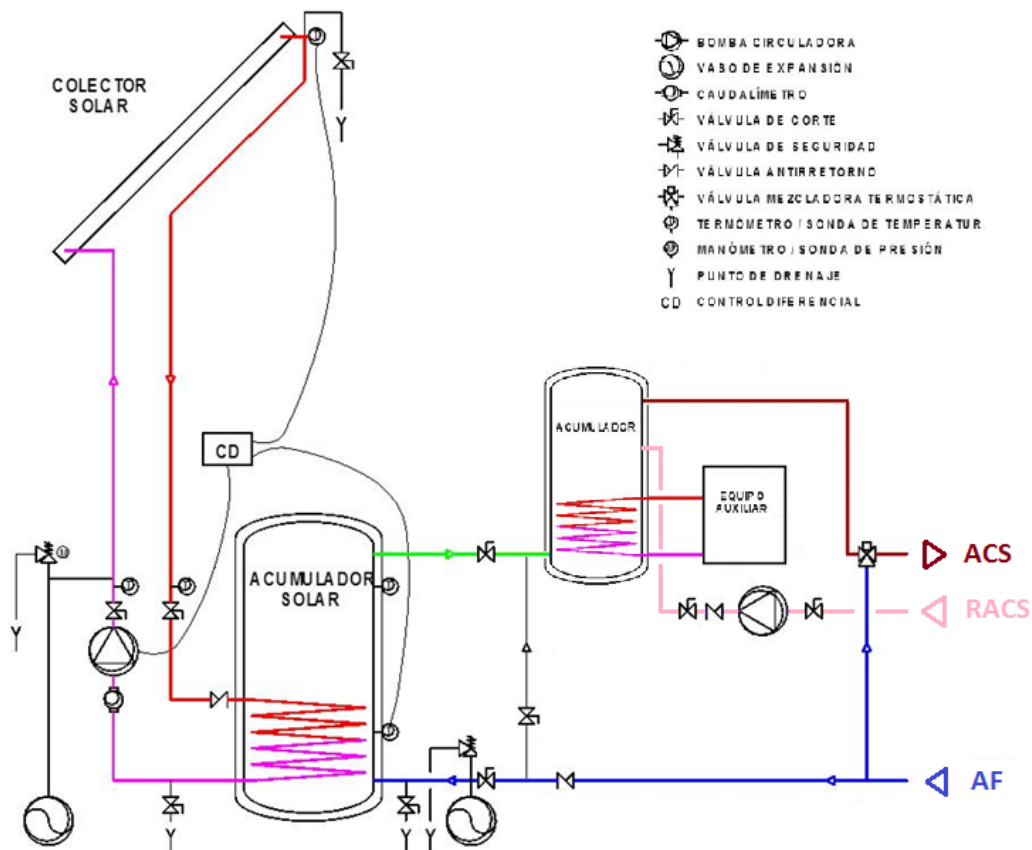 COLECTOR
SOLAR
BOMBA CIRCULADORA
VASO DE EXPANSIÓN
CAUDALÍMETRO
VÁLVULA DE CORTE
VÁLVULA DE SEGURIDAD
VÁLVULA ANTIRRETORNO
VÁLVULA MEZCLADORA TERMOSTÁTICA
TERMOMETRO / SONDA DE TEMPERATUR
MANÓMETRO / SONDA DE PRESIÓN
PUNTO DE DRENAJE
CD CONTROL DIFERENCIAL
CD
ACUMULADOR
EQUIPO
AUXILIAR
ACUMULADOR
SOLAR
ACS
RACS
AF